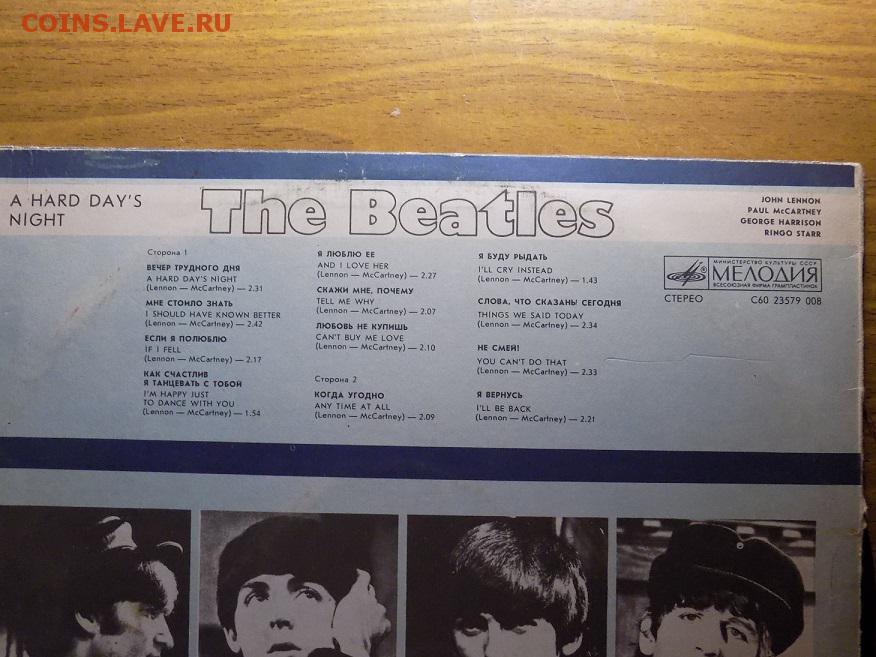 COINS.LAVE.RU
A HARD DAY'S
NIGHT
The Beatles
JOHN LENNON
PAUL McCARTNEY
GEORGE HARRISON
RINGO STARR
Сторона 1
ВЕЧЕР ТРУДНОГО ДНЯ
A HARD DAY'S NIGHT
(Lennon — McCartney) — 2.31
МНЕ СТОИЛО ЗНАТЬ
I SHOULD HAVE KNOWN BETTER
(Lennon — McCartney) — 2.42
ЕСЛИ Я ПОЛЮБЛЮ
IF I FELL
(Lennon — McCartney) — 2.17
КАК СЧАСТЛИВ
Я ТАНЦЕВАТЬ С ТОБОЙ
I'M HAPPY JUST
TO DANCE WITH YOU
(Lennon — McCartney) — 1.54
Я ЛЮБЛЮ ЕЕ
AND I LOVE HER
(Lennon — McCartney) — 2.27
СКАЖИ МНЕ, ПОЧЕМУ
TELL ME WHY
(Lennon — McCartney) — 2.07
ЛЮБОВЬ НЕ КУПИШЬ
CAN'T BUY ME LOVE
(Lennon — McCartney) — 2.10
Сторона 2
КОГДА УГОДНО
ANY TIME AT ALL
(Lennon — McCartney) — 2.09
Я БУДУ РЫДАТЬ
I'LL CRY INSTEAD
(Lennon — McCartney) — 1.43
СЛОВА, ЧТО СКАЗАНЫ СЕГОДНЯ
THINGS WE SAID TODAY
(Lennon — McCartney) — 2.34
НЕ СМЕЙ!
YOU CAN'T DO THAT
(Lennon — McCartney) — 2.33
Я ВЕРНУСЬ
I'LL BE BACK
(Lennon — McCartney) — 2.21
МИНИСТЕРСТВО КУЛЬТУРЫ СССР
® МЕЛОДИЯ
ВСЕСОЮЗНАЯ ФИРМА ГРАМПЛАСТИНОК
СТЕРЕО С60 23579 008